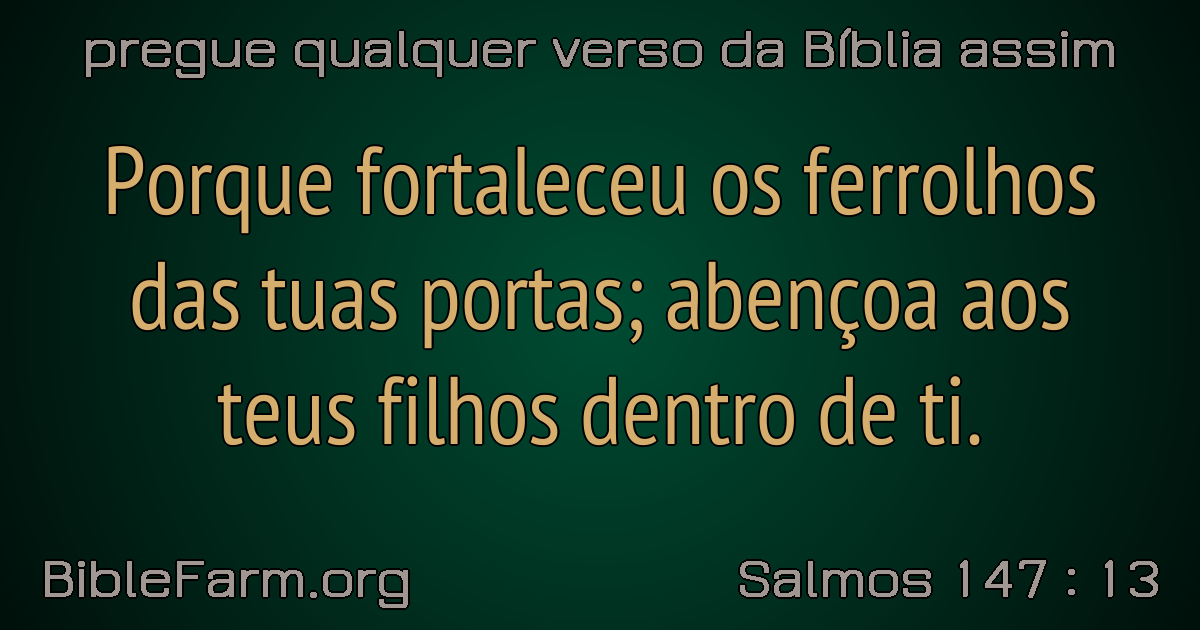 pregue qualquer verso da Bíblia assim
Porque fortaleceu os ferrolhos
das tuas portas; abençoa aos
teus filhos dentro de ti.
BibleFarm.org
Salmos 147 : 13